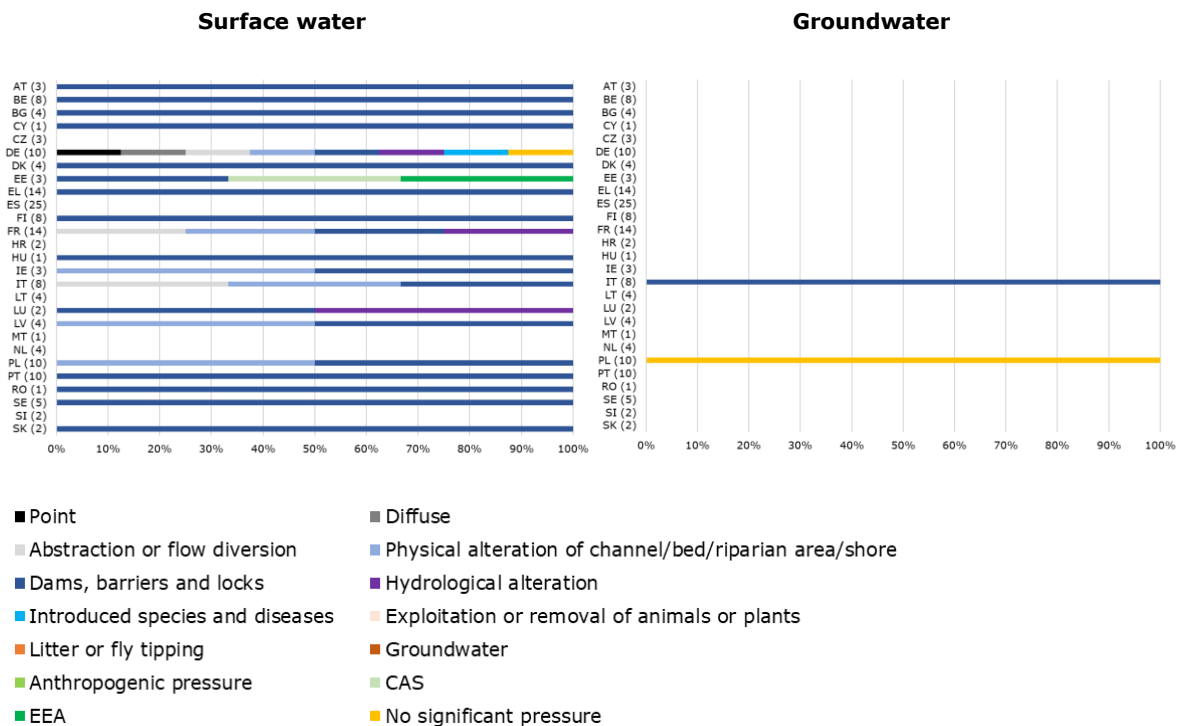 Surface water
Groundwater
AT (3)
BE (8)
BG (4)
CY (1)
CZ (3)
DE (10)
DK (4)
EE (3)
EL (14)
ES (25)
FI (8)
FR (14)
HR (2)
HU (1)
IE (3)
IT (8)
LT (4)
LU (2)
LV (4)
MT (1)
NL (4)
PL (10)
PT (10)
RO (1)
SE (5)
SI (2)
SK (2)
0% 10% 20% 30% 40% 50% 60% 70% 80% 90% 100%
AT (3)
BE (8)
BG (4)
CY (1)
CZ (3)
DE (10)
DK (4)
EE (3)
EL (14)
ES (25)
FI (8)
FR (14)
HR (2)
HU (1)
IE (3)
IT (8)
LT (4)
LU (2)
LV (4)
MT (1)
NL (4)
PL (10)
PT (10)
RO (1)
SE (5)
SI (2)
SK (2)
0% 10% 20% 30% 40% 50% 60% 70% 80% 90% 100%
Point
Diffuse
Abstraction or flow diversion
Physical alteration of channel/bed/riparian area/shore
Dams, barriers and locks
Hydrological alteration
Introduced species and diseases
Exploitation or removal of animals or plants
Litter or fly tipping
Groundwater
Anthropogenic pressure
CAS
EEA
No significant pressure